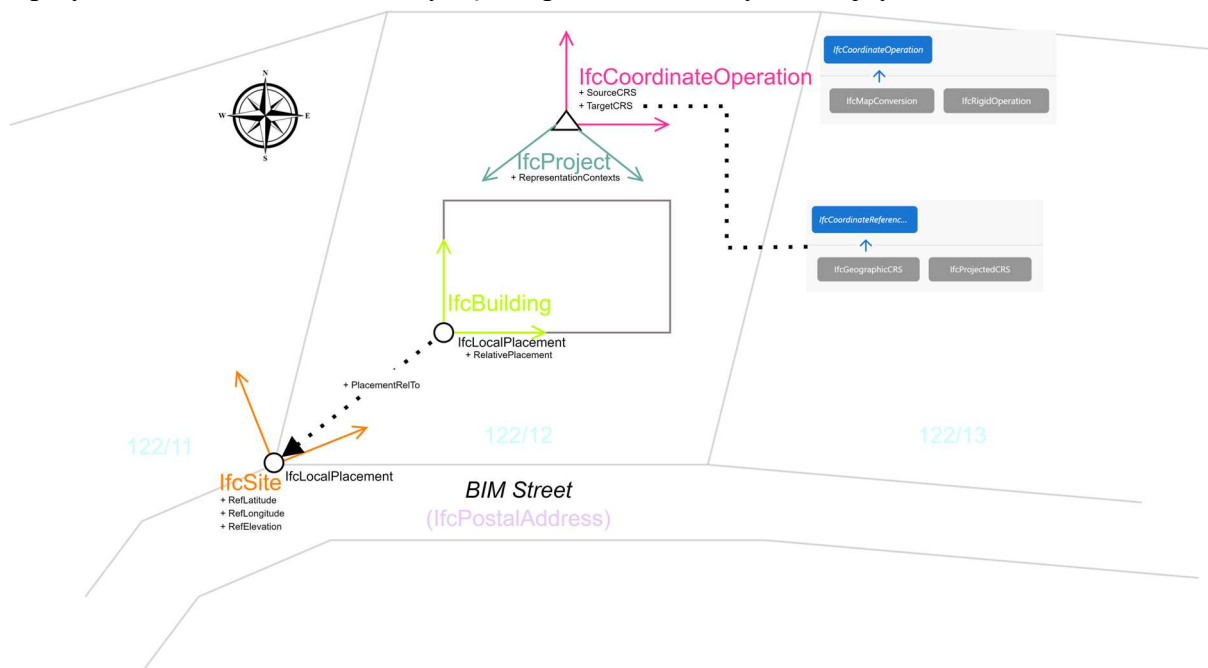 IfcCoordinateOperation
+ SourceCRS
+ TargetCRS
IfcCoordinateOperation
IfcMapConversion
IfcRigidOperation
N
W
E
S
IfcProject
+ RepresentationContexts
IfcCoordinateReferenc...
IfcGeographicCRS
IfcProjectedCRS
IfcBuilding
IfcLocalPlacement
+ RelativePlacement
+ PlacementRelTo
122/11
122/12
122/13
IfcSite
IfcLocalPlacement
+ RefLatitude
+ RefLongitude
+ RefElevation
BIM Street
(IfcPostalAddress)